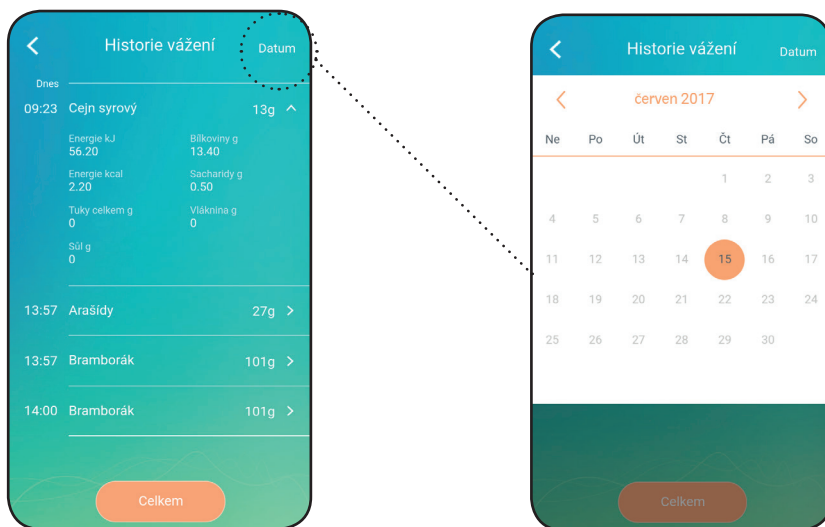 Historie vážení Datum
Dnes
09:23 Cejn syrový 13g
Energie kJ Bílkoviny g
56.20 13.40
Energie kcal Sacharidy g
2.20 0.50
Tuky celkem g Vláknina g
0 0
Sůl g
0
13:57 Arašídy 27g
13:57 Bramborák 101g
14:00 Bramborák 101g
Celkem
Historie vážení Datum
červen 2017
Ne Po Út St Čt Pá So
1 2 3
4 5 6 7 8 9 10
11 12 13 14 15 16 17
18 19 20 21 22 23 24
25 26 27 28 29 30
Celkem